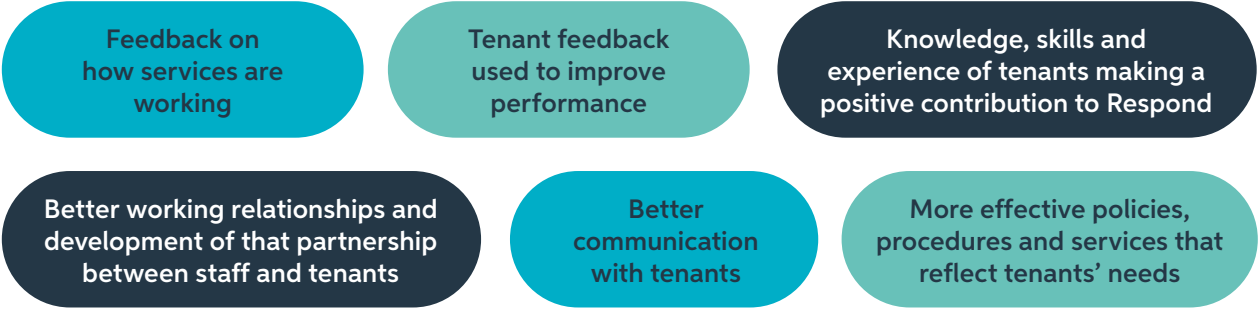 Feedback on
how services are
working
Tenant feedback
used to improve
performance
Knowledge, skills and
experience of tenants making a
positive contribution to Respond
Better working relationships and
development of that partnership
between staff and tenants
Better
communication
with tenants
More effective policies,
procedures and services that
reflect tenants’ needs